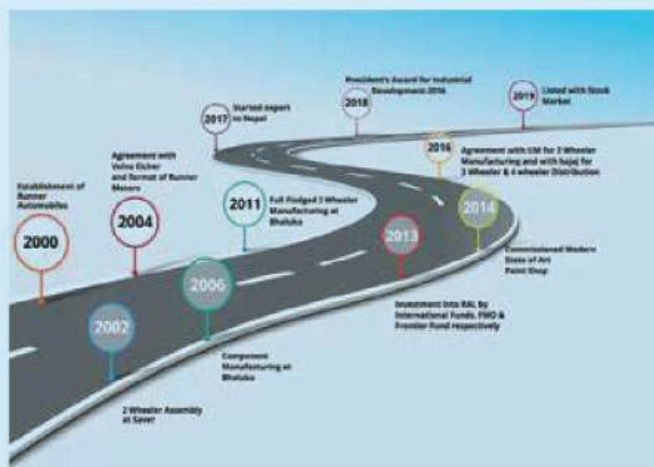 Establishment of
Runner
Automobiles
2000
2002
2 Wheeler Assembly
at Saver
Agreement with
Volvo Eicher
and format of Runner
Motors
2004
2006
Component
Manufacturing at
Bhaluka
2011
Full Fledged 2 Wheeler
Manufacturing at
Bhaluka
2013
Investment into RAL by
International Funds. FMO &
Frontier Fund respectively
2014
Commissioned Modern
State of Art
Paint Shop
2016
Agreement with UM for 2 Wheeler
Manufacturing and with bajaj for
3 Wheeler & 4 wheeler Distribution
2017
Started export
to Nepal
President's Award for Industrial
Development 2016
2018
2019
Listed with Stock
Market